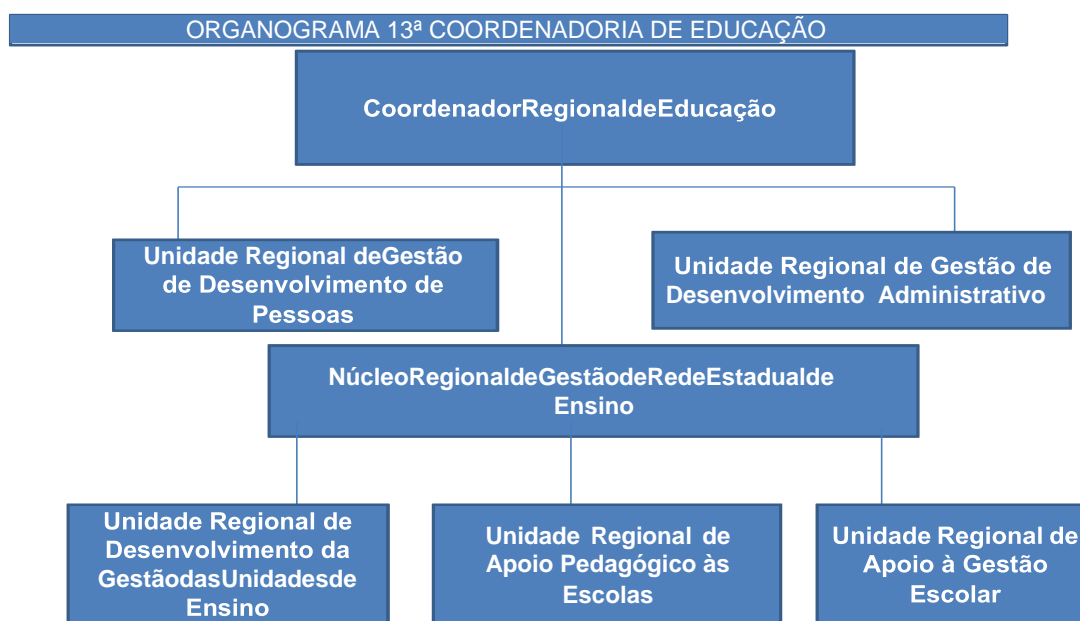 ORGANOGRAMA 13ª COORDENADORIA DE EDUCAÇÃO
CoordenadorRegionaldeEducação
Unidade Regional deGestão
de Desenvolvimento de
Pessoas
Unidade Regional de Gestão de
Desenvolvimento Administrativo
NúcleoRegionaldeGestãodeRedeEstadualde
Ensino
Unidade Regional de
Desenvolvimento da
GestãodasUnidadesde
Ensino
Unidade Regional de
Apoio Pedagógico às
Escolas
Unidade Regional de
Apoio à Gestão
Escolar